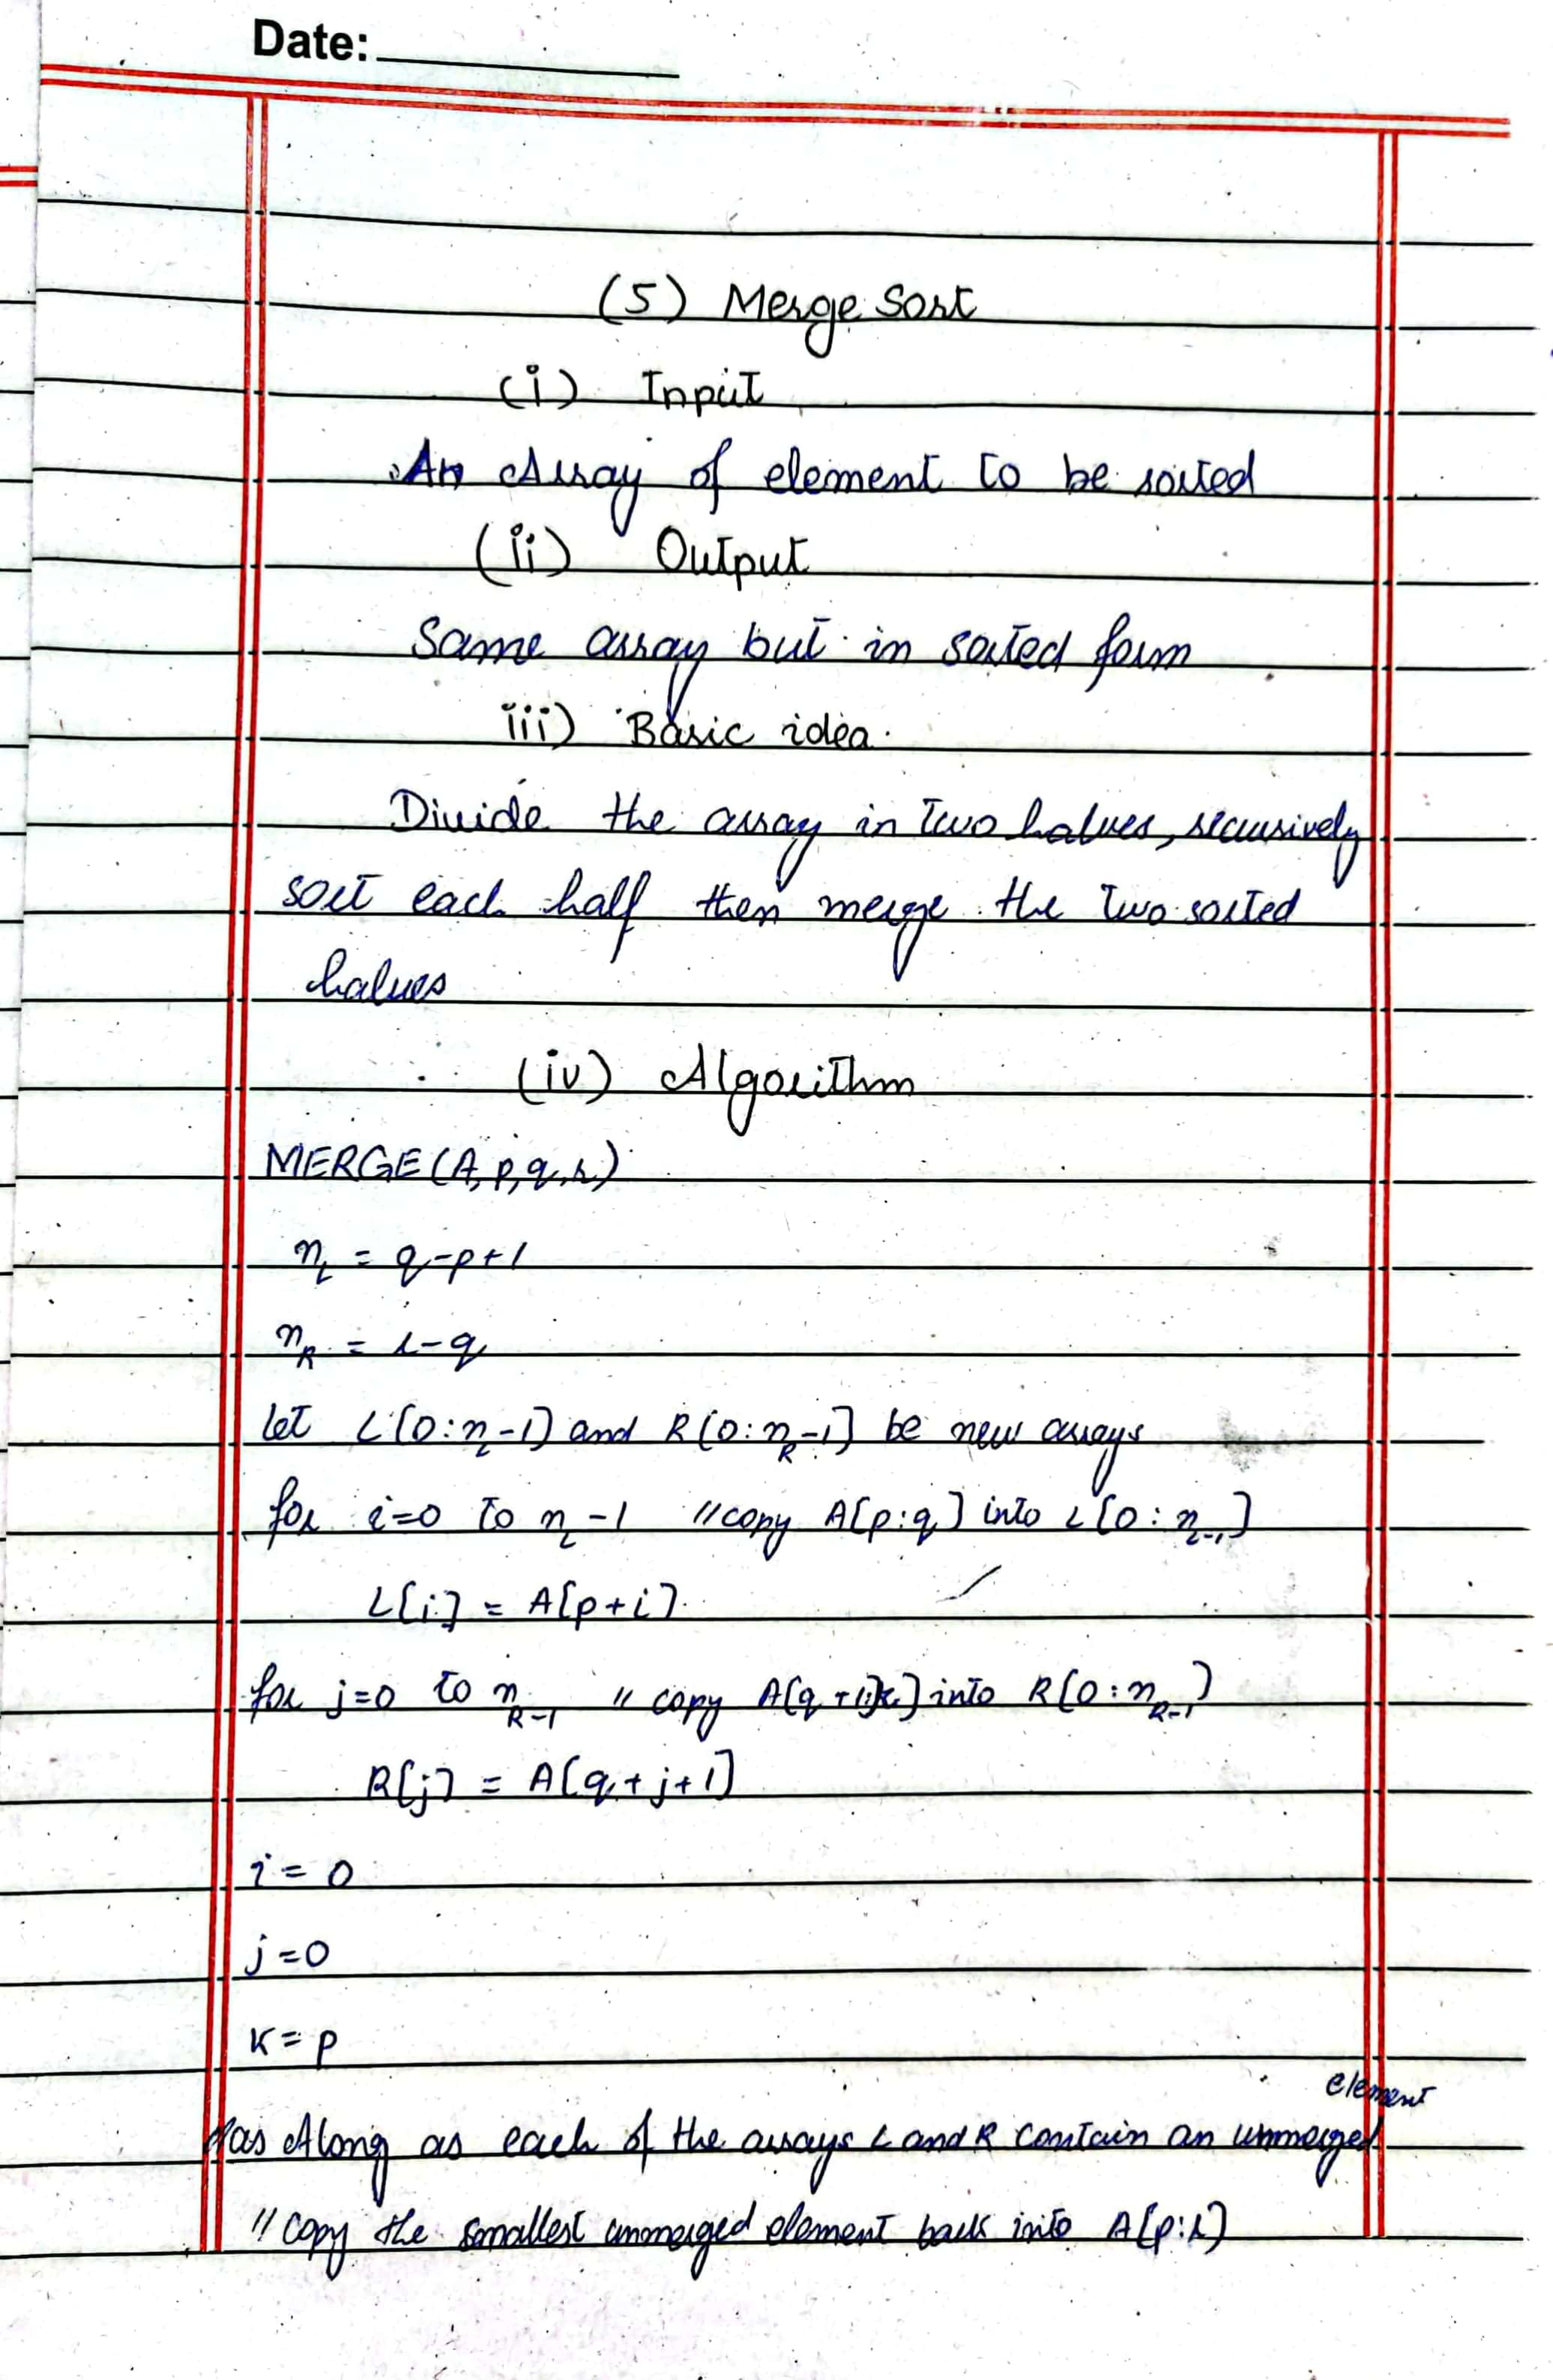 Date:
(5) Merge Sort
(i) Input
An Array of element to be sorted
(ii) Output
Same array but in sorted form
iii) Basic idea.
Divide the array in two halves, recursively
sort each half then merge the two sorted
halves
(iv) Algorithm
MERGE(A,p,q,r)
n_L = q-p+1
n_R = r-q
let L[0:n_L-1] and R[0:n_R-1] be new arrays
for i=0 to n_L-1 //copy A[p:q] into L[0:n_L-1]
L[i] = A[p+i]
for j=0 to n_R-1 // copy A[q+1:r] into R[0:n_R-1]
R[j] = A[q+j+1]
i = 0
j=0
k=p
element
//as Along as each of the arrays L and R contain an unmerged
// copy the smallest unmerged element back into A[p:r]